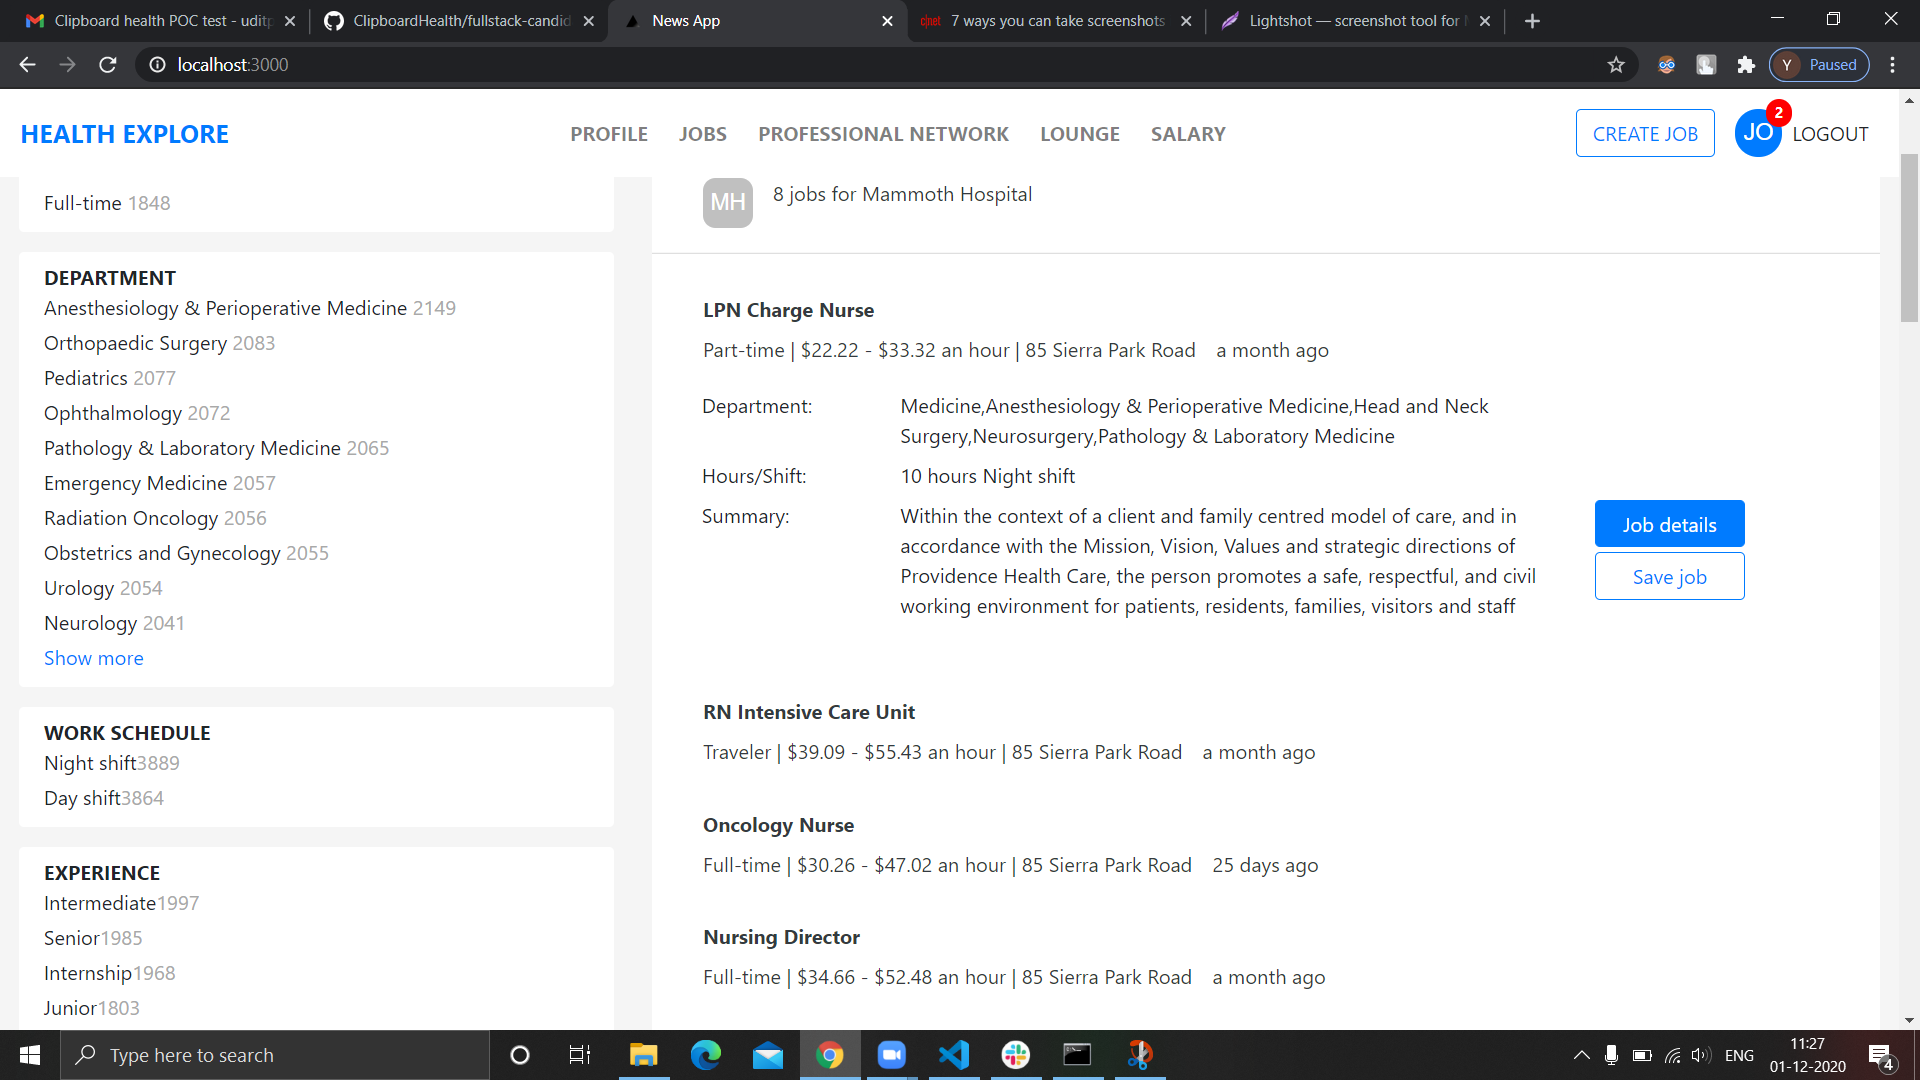 Clipboard health POC test - uditp
ClipboardHealth/fullstack-candid
News App
c|net 7 ways you can take screenshots
Lightshot — screenshot tool for
localhost:3000
Y Paused
HEALTH EXPLORE
PROFILE JOBS PROFESSIONAL NETWORK LOUNGE SALARY
CREATE JOB
JO 2 LOGOUT
Full-time 1848
DEPARTMENT
Anesthesiology & Perioperative Medicine 2149
Orthopaedic Surgery 2083
Pediatrics 2077
Ophthalmology 2072
Pathology & Laboratory Medicine 2065
Emergency Medicine 2057
Radiation Oncology 2056
Obstetrics and Gynecology 2055
Urology 2054
Neurology 2041
Show more
WORK SCHEDULE
Night shift3889
Day shift3864
EXPERIENCE
Intermediate1997
Senior1985
Internship1968
Junior1803
MH 8 jobs for Mammoth Hospital
LPN Charge Nurse
Part-time | $22.22 - $33.32 an hour | 85 Sierra Park Road a month ago
Department: Medicine,Anesthesiology & Perioperative Medicine,Head and Neck
Surgery,Neurosurgery,Pathology & Laboratory Medicine
Hours/Shift: 10 hours Night shift
Summary: Within the context of a client and family centred model of care, and in
accordance with the Mission, Vision, Values and strategic directions of
Providence Health Care, the person promotes a safe, respectful, and civil
working environment for patients, residents, families, visitors and staff
Job details
Save job
RN Intensive Care Unit
Traveler | $39.09 - $55.43 an hour | 85 Sierra Park Road a month ago
Oncology Nurse
Full-time | $30.26 - $47.02 an hour | 85 Sierra Park Road 25 days ago
Nursing Director
Full-time | $34.66 - $52.48 an hour | 85 Sierra Park Road a month ago
Type here to search
ENG
11:27
01-12-2020
4